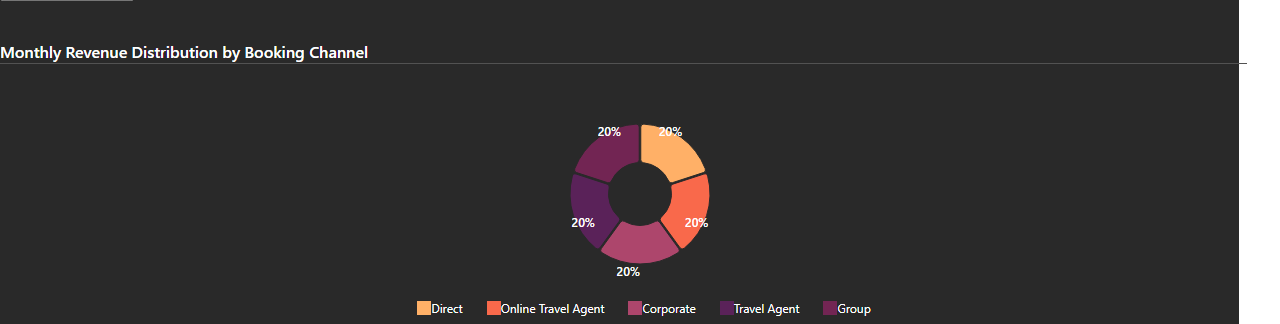 Monthly Revenue Distribution by Booking Channel
20% 20%
20% 20%
20%
Direct Online Travel Agent Corporate Travel Agent Group